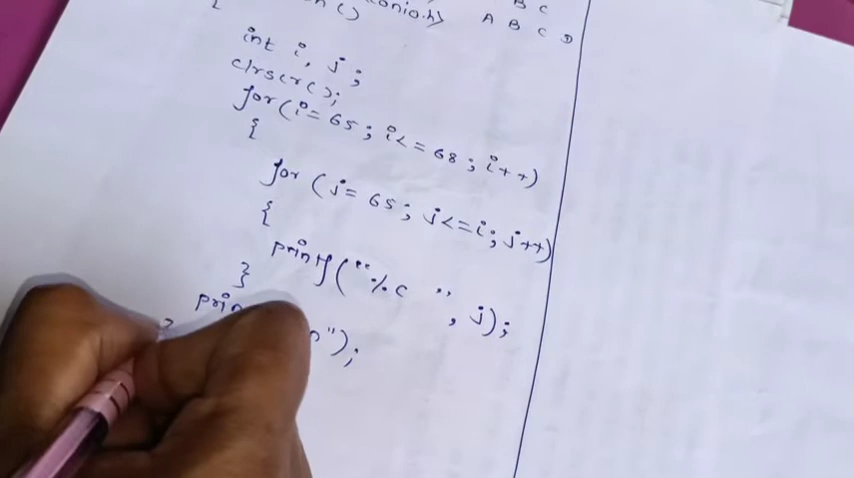 B C
A B C D
{
int i, j;
clrscr();
for(i=65; i<=68; i++)
{
for (j=65; j<=i; j++)
{
printf("%c ", j);
}
}